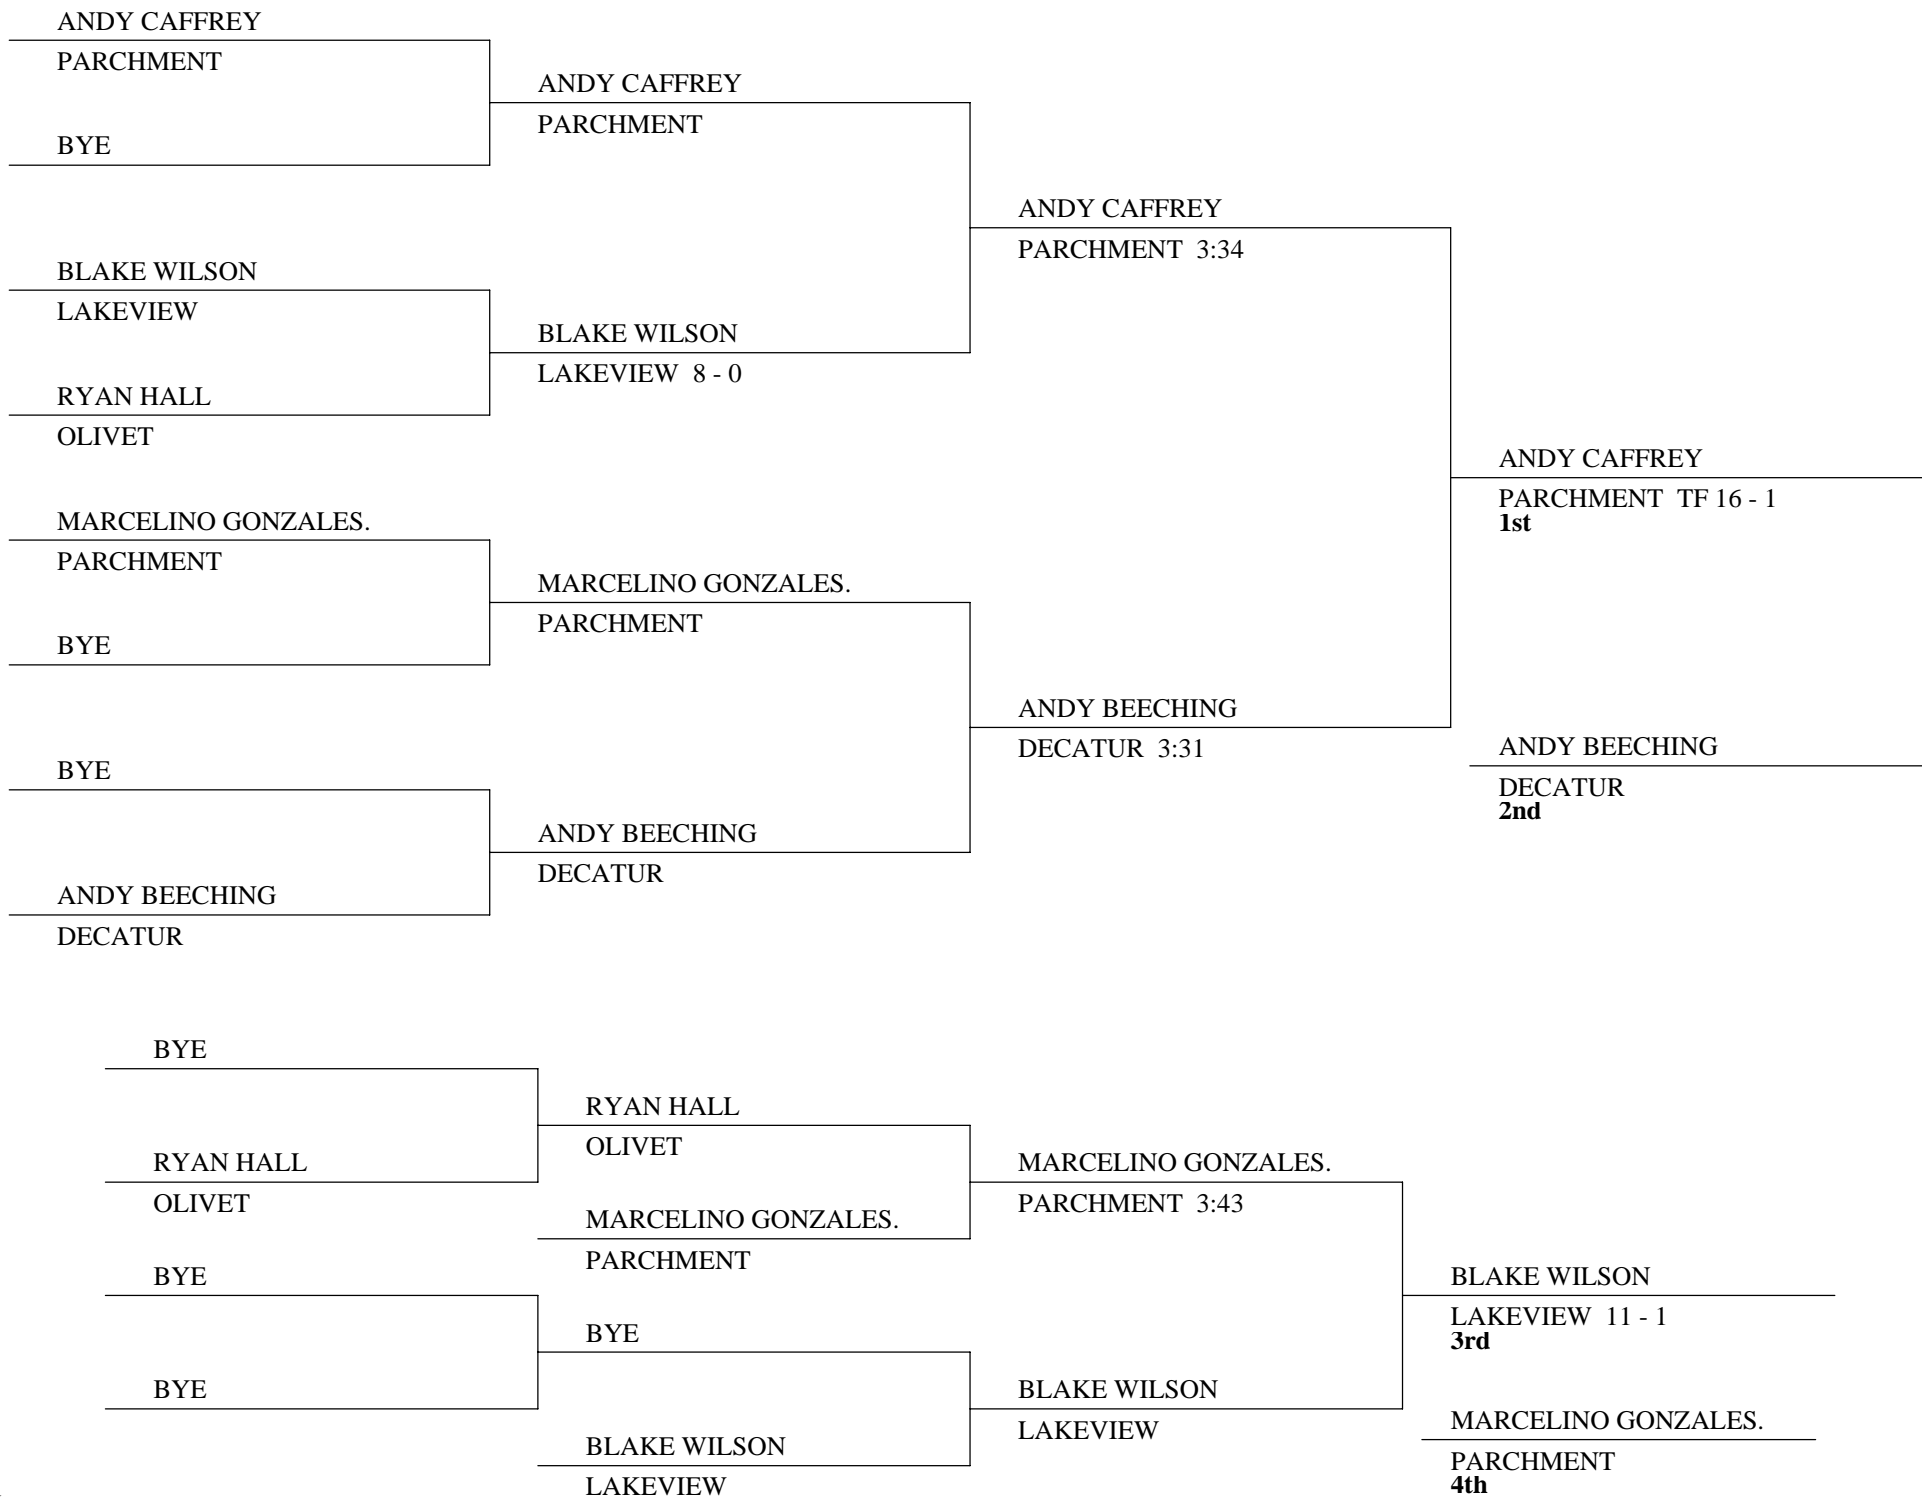 ANDY CAFFREY
PARCHMENT
BYE
BLAKE WILSON
LAKEVIEW
RYAN HALL
OLIVET
MARCELINO GONZALES.
PARCHMENT
BYE
BYE
ANDY BEECHING
DECATUR
ANDY CAFFREY
PARCHMENT
BLAKE WILSON
LAKEVIEW 8 - 0
MARCELINO GONZALES.
PARCHMENT
ANDY BEECHING
DECATUR
ANDY CAFFREY
PARCHMENT 3:34
ANDY BEECHING
DECATUR 3:31
ANDY CAFFREY
PARCHMENT TF 16 - 1
1st
ANDY BEECHING
DECATUR
2nd
BYE
RYAN HALL
OLIVET
BYE
BYE
RYAN HALL
OLIVET
MARCELINO GONZALES.
PARCHMENT
BYE
BLAKE WILSON
LAKEVIEW
MARCELINO GONZALES.
PARCHMENT 3:43
BLAKE WILSON
LAKEVIEW
BLAKE WILSON
LAKEVIEW 11 - 1
3rd
MARCELINO GONZALES.
PARCHMENT
4th